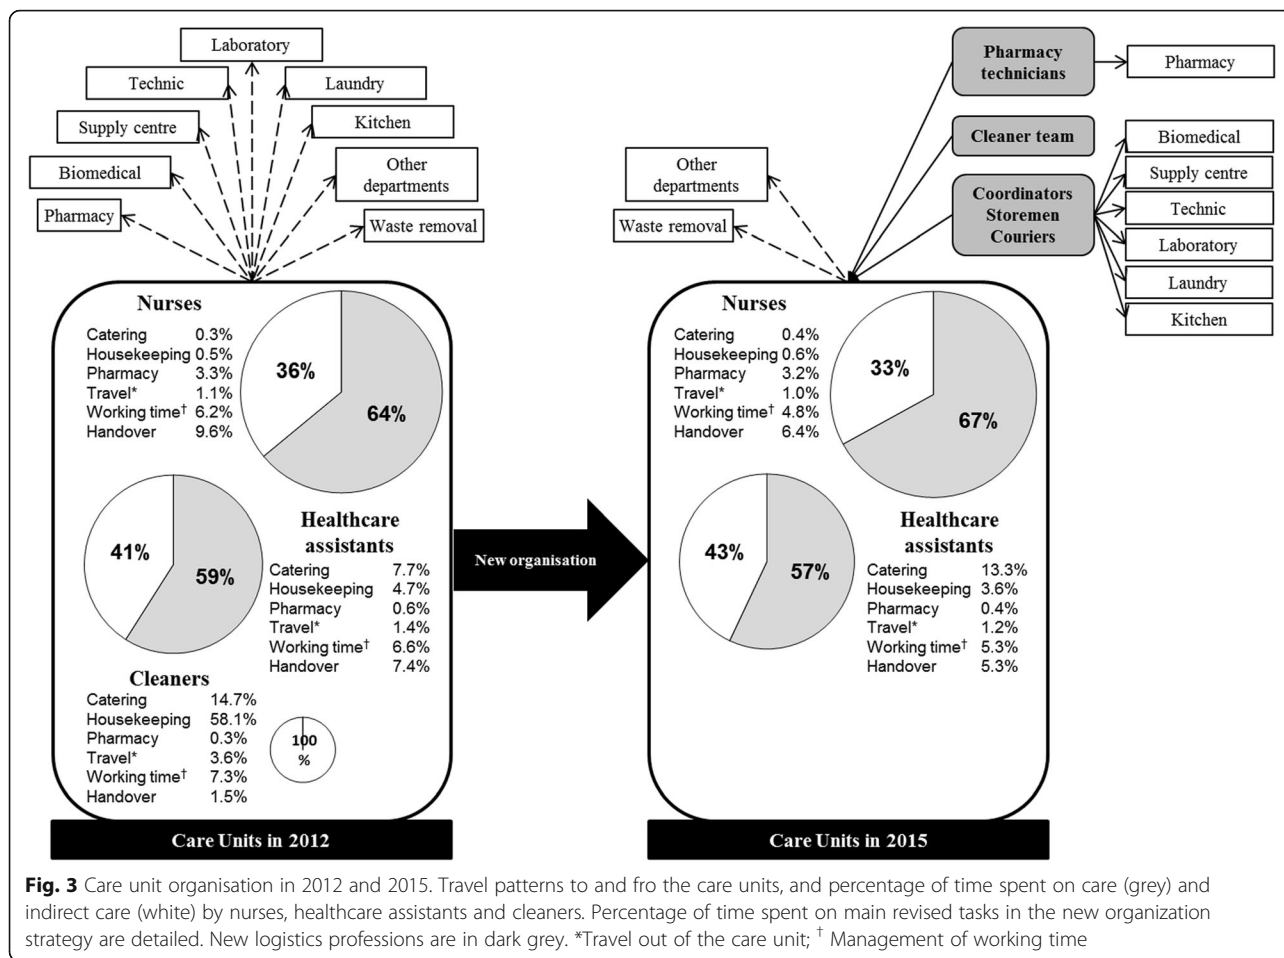 Laboratory
Technic
Laundry
Supply centre
Kitchen
Biomedical
Other
departments
Pharmacy
Waste removal
Nurses
Catering 0.3%
Housekeeping 0.5%
Pharmacy 3.3%
Travel* 1.1%
Working time† 6.2%
Handover 9.6%
36%
64%
41%
59%
Healthcare
assistants
Catering 7.7%
Housekeeping 4.7%
Pharmacy 0.6%
Travel* 1.4%
Working time† 6.6%
Handover 7.4%
Cleaners
Catering 14.7%
Housekeeping 58.1%
Pharmacy 0.3%
Travel* 3.6%
Working time† 7.3%
Handover 1.5%
100
%
Care Units in 2012
New organisation
Pharmacy
technicians
Pharmacy
Cleaner team
Coordinators
Storemen
Couriers
Biomedical
Supply centre
Technic
Laboratory
Laundry
Kitchen
Other
departments
Waste removal
Nurses
Catering 0.4%
Housekeeping 0.6%
Pharmacy 3.2%
Travel* 1.0%
Working time† 4.8%
Handover 6.4%
33%
67%
43%
57%
Healthcare
assistants
Catering 13.3%
Housekeeping 3.6%
Pharmacy 0.4%
Travel* 1.2%
Working time† 5.3%
Handover 5.3%
Care Units in 2015
Fig. 3 Care unit organisation in 2012 and 2015. Travel patterns to and fro the care units, and percentage of time spent on care (grey) and
indirect care (white) by nurses, healthcare assistants and cleaners. Percentage of time spent on main revised tasks in the new organization
strategy are detailed. New logistics professions are in dark grey. *Travel out of the care unit; † Management of working time